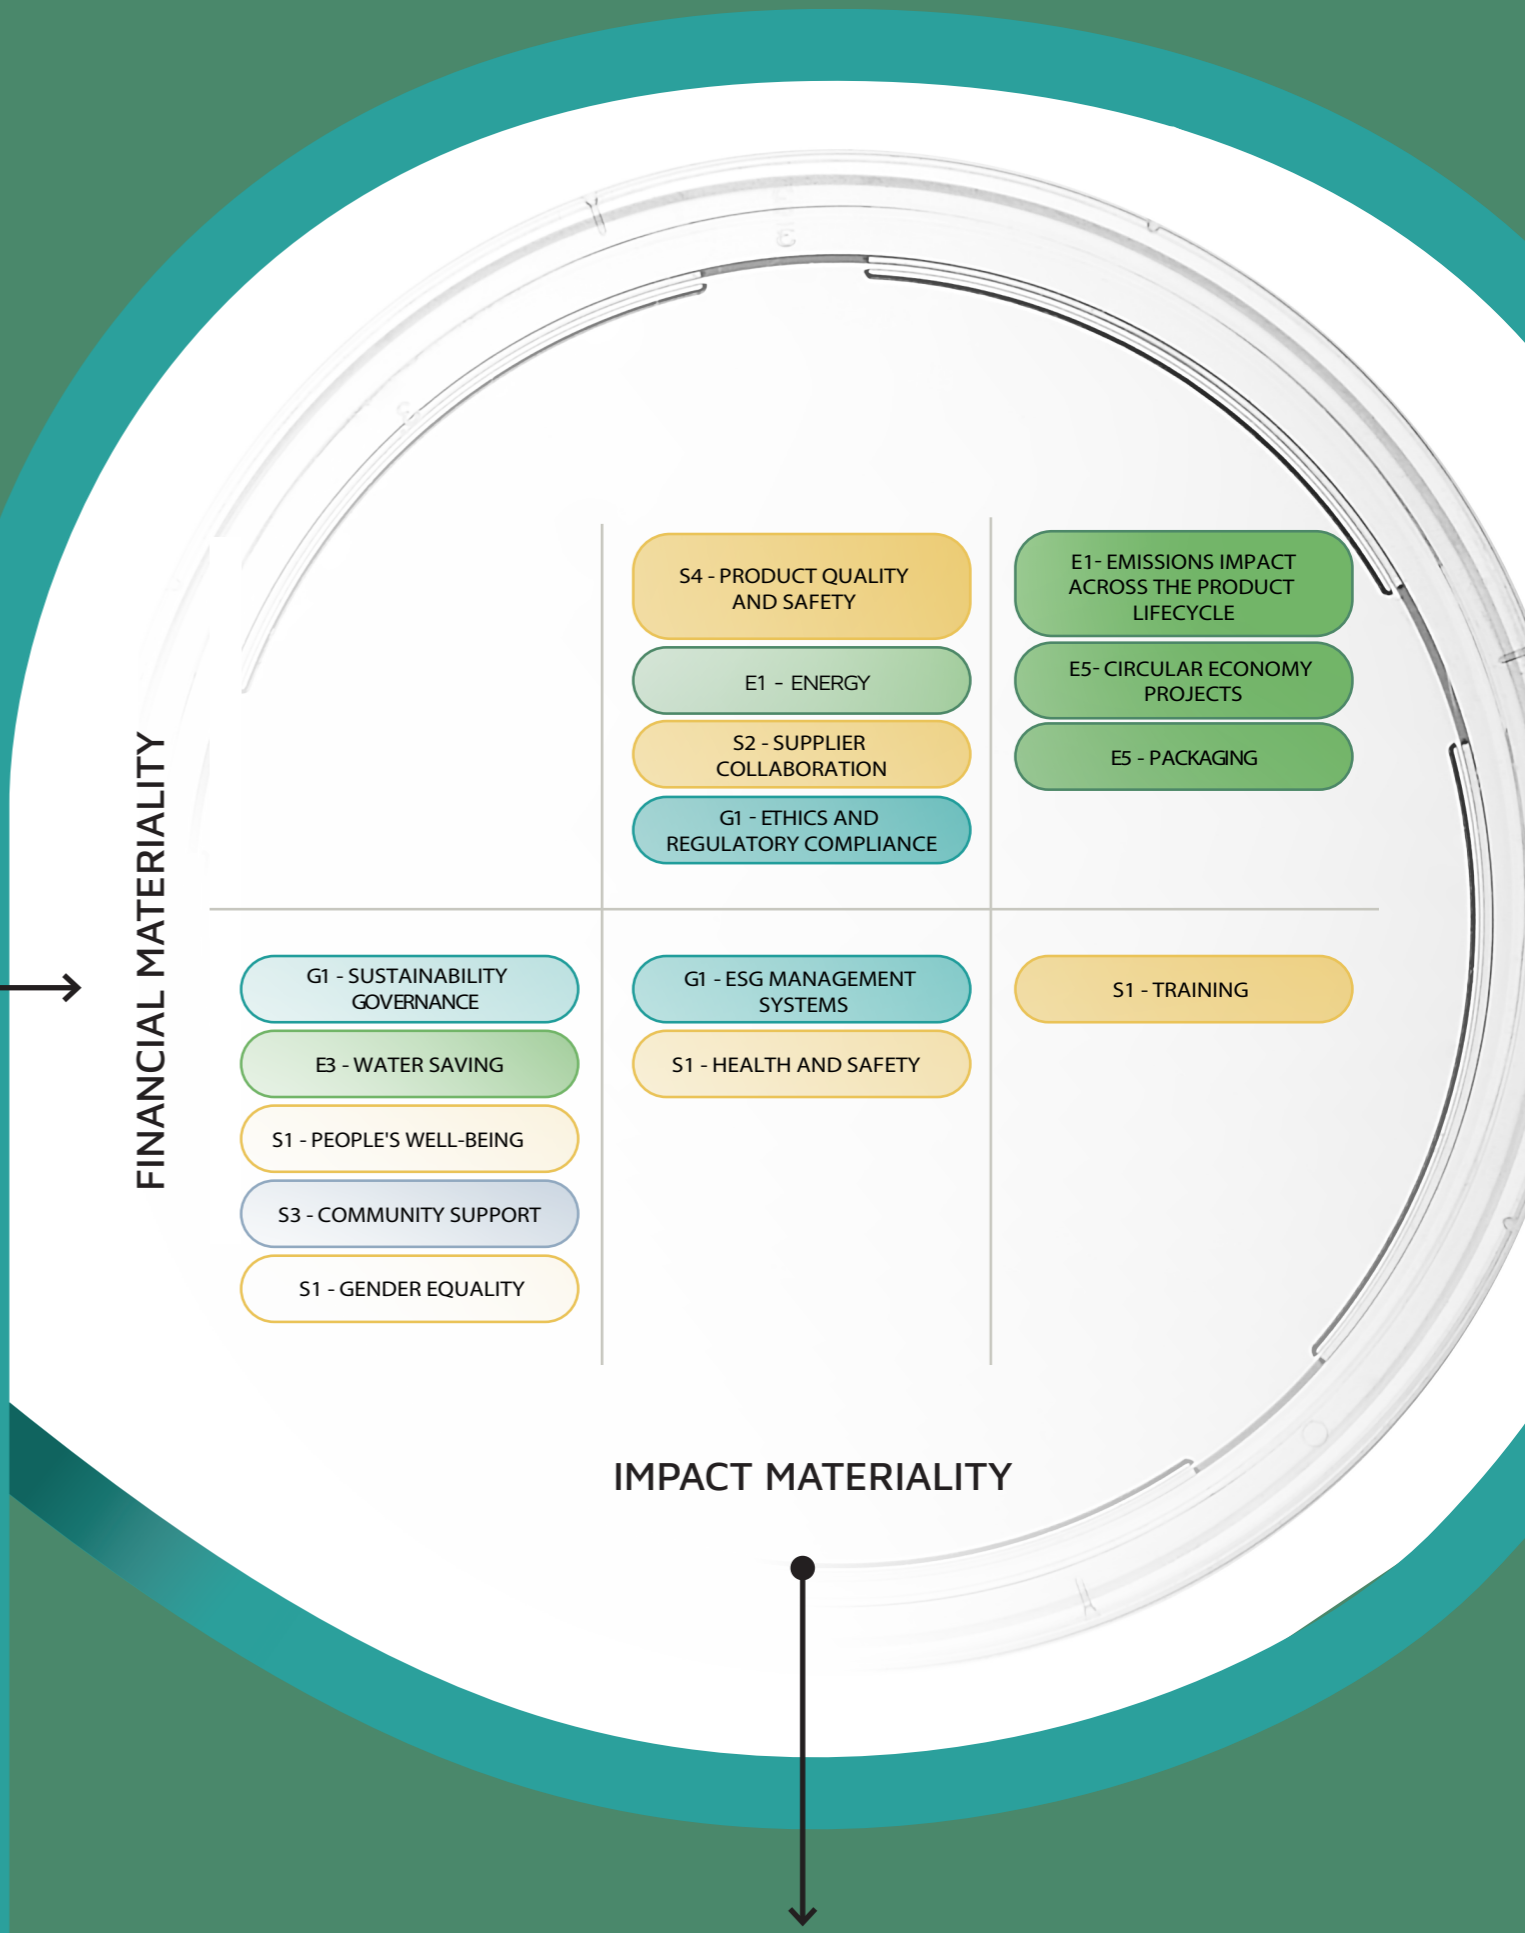 S4 - PRODUCT QUALITY
AND SAFETY
E1 - ENERGY
S2 - SUPPLIER
COLLABORATION
G1 - ETHICS AND
REGULATORY COMPLIANCE
E1- EMISSIONS IMPACT
ACROSS THE PRODUCT
LIFECYCLE
E5- CIRCULAR ECONOMY
PROJECTS
E5 - PACKAGING
FINANCIAL MATERIALITY
G1 - SUSTAINABILITY
GOVERNANCE
E3 - WATER SAVING
S1 - PEOPLE'S WELL-BEING
S3 - COMMUNITY SUPPORT
S1 - GENDER EQUALITY
G1 - ESG MANAGEMENT
SYSTEMS
S1 - HEALTH AND SAFETY
S1 - TRAINING
IMPACT MATERIALITY